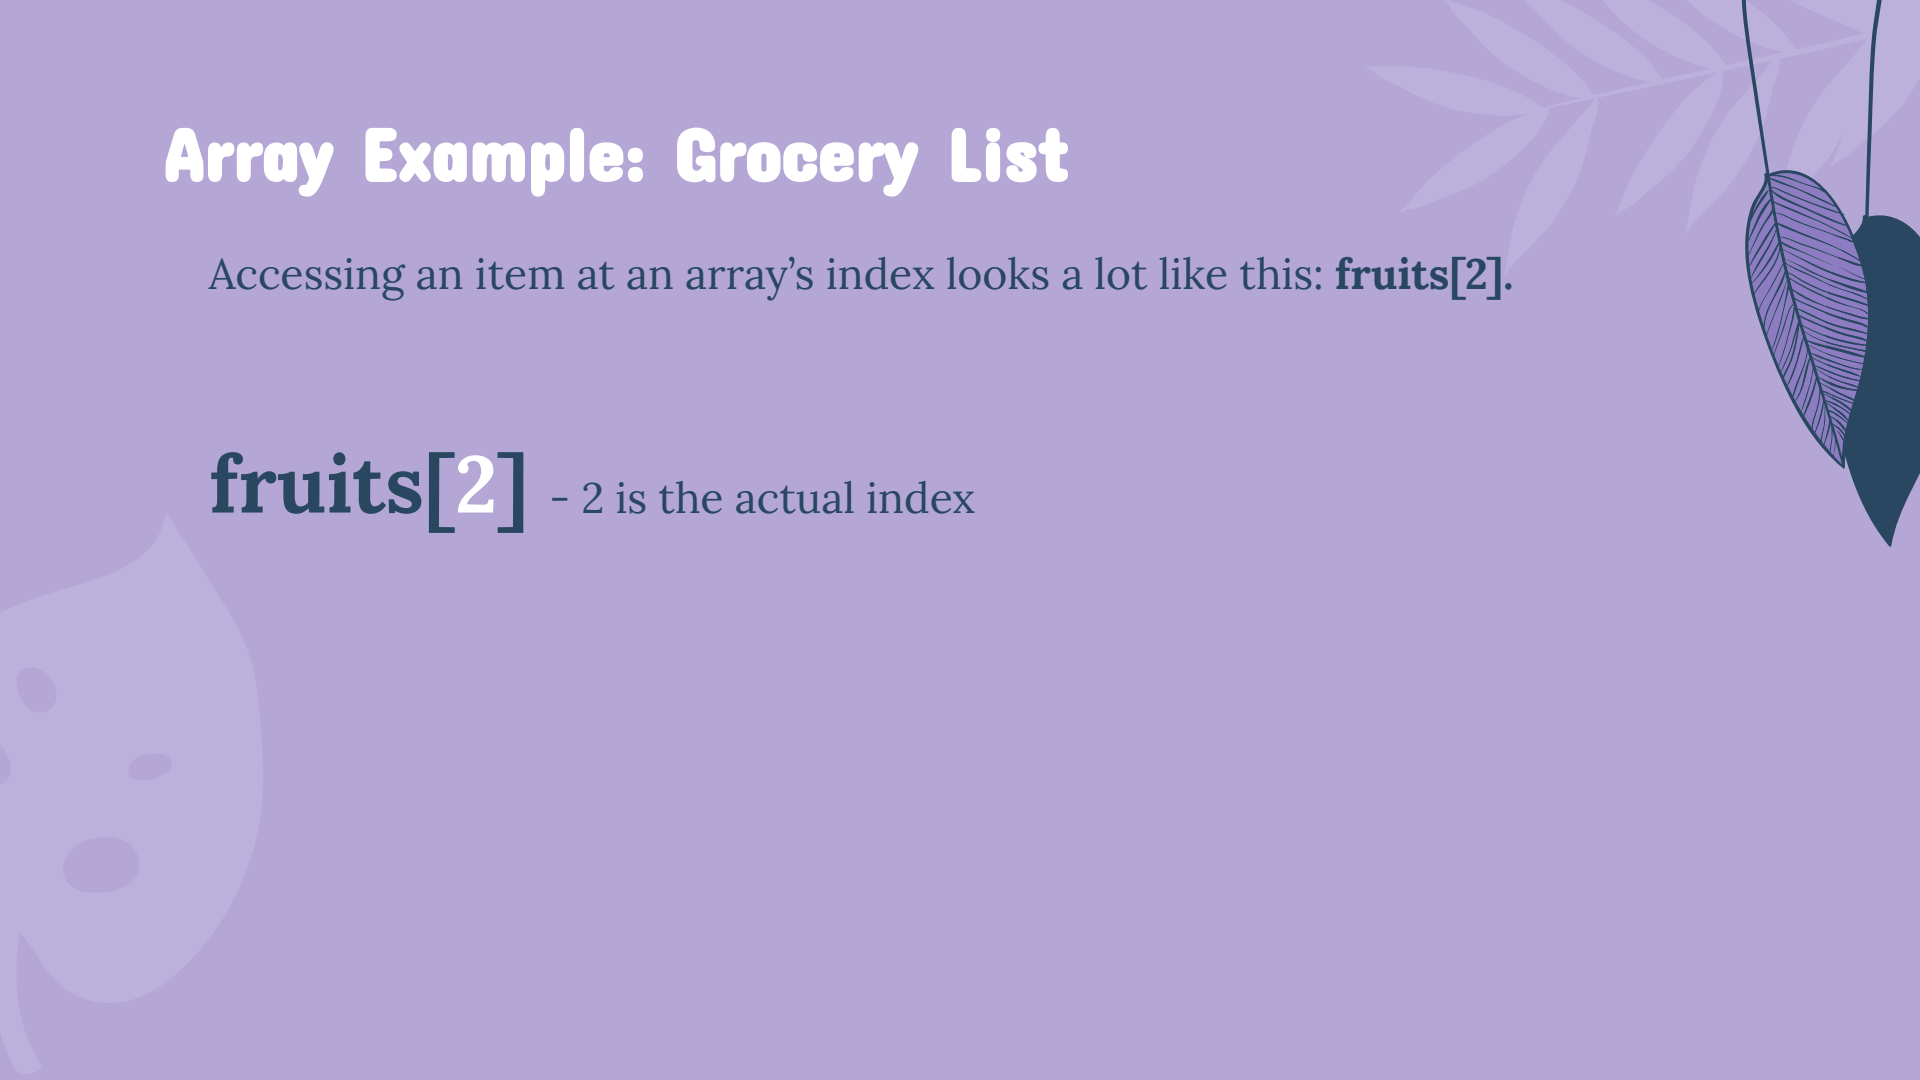 Array Example: Grocery List
Accessing an item at an array’s index looks a lot like this: fruits[2].
fruits[2] - 2 is the actual index